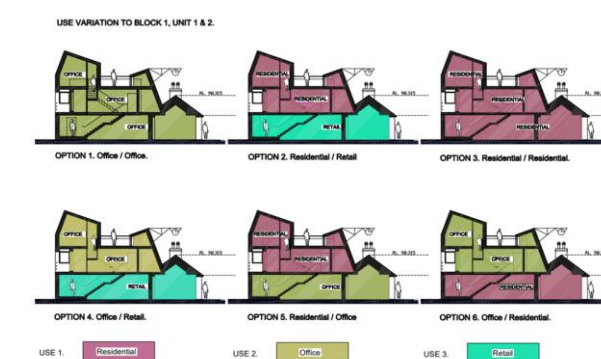 USE VARIATION TO BLOCK 1, UNIT 1 & 2.
OFFICE
OFFICE
OFFICE
OPTION 1. Office / Office.
RESIDENTIAL
RESIDENTIAL
RETAIL
OPTION 2. Residential / Retail
RESIDENTIAL
RESIDENTIAL
RESIDENTIAL
OPTION 3. Residential / Residential.
OFFICE
OFFICE
RETAIL
OPTION 4. Office / Retail.
RESIDENTIAL
RESIDENTIAL
OFFICE
OPTION 5. Residential / Office
OFFICE
OFFICE
RESIDENTIAL
OPTION 6. Office / Residential.
USE 1. Residential
USE 2. Office
USE 3. Retail